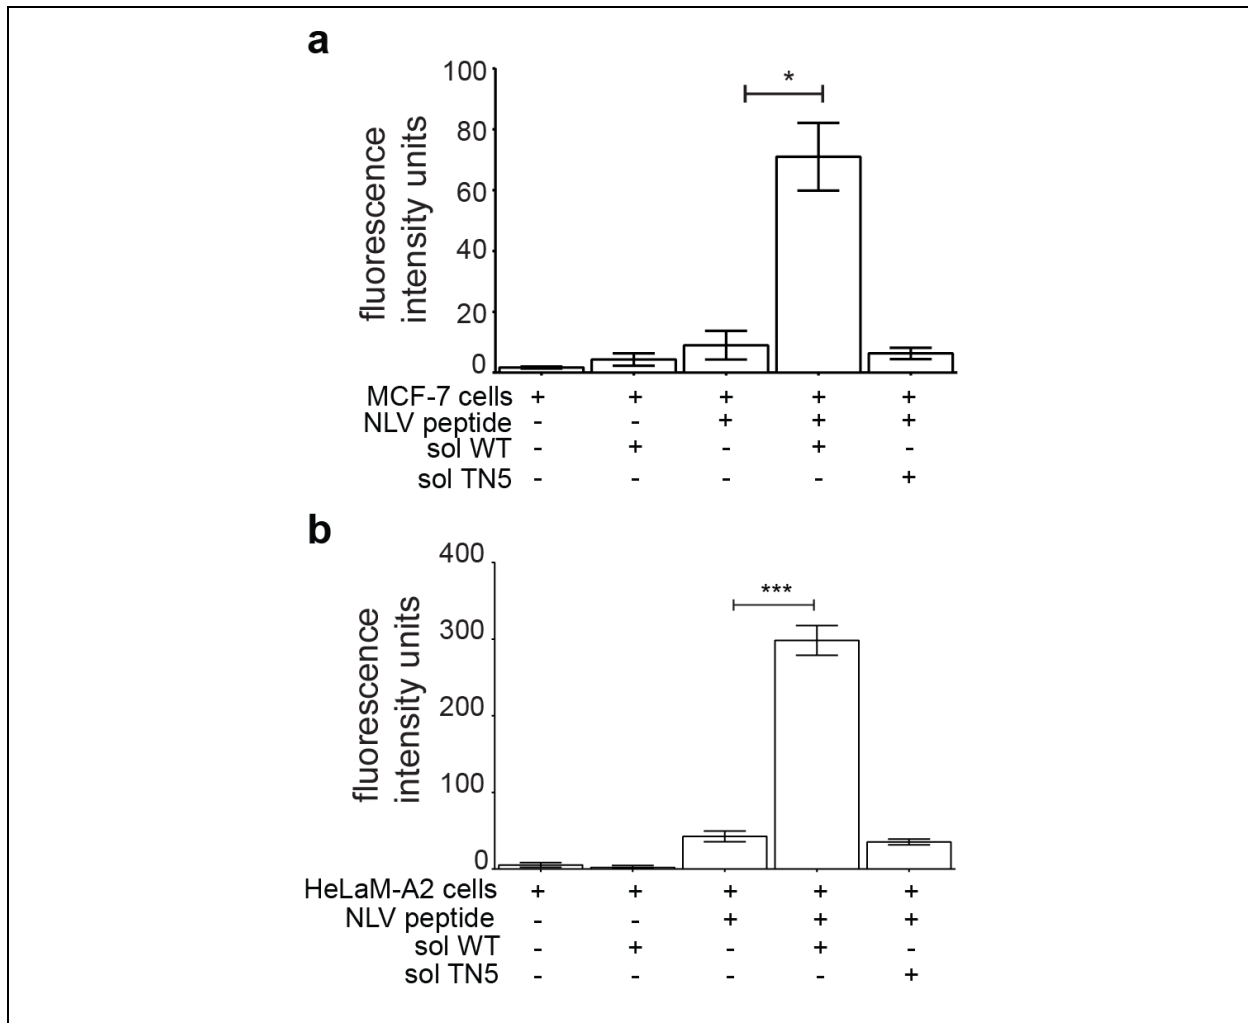 a
fluorescence
intensity units
100
80
60
40
20
0
*
MCF-7 cells + + + + +
NLV peptide - - + + +
sol WT - + - + -
sol TN5 - - - - +
b
fluorescence
intensity units
400
300
200
100
0
***
HeLaM-A2 cells + + + + +
NLV peptide - - + + +
sol WT - + - + -
sol TN5 - - - - +